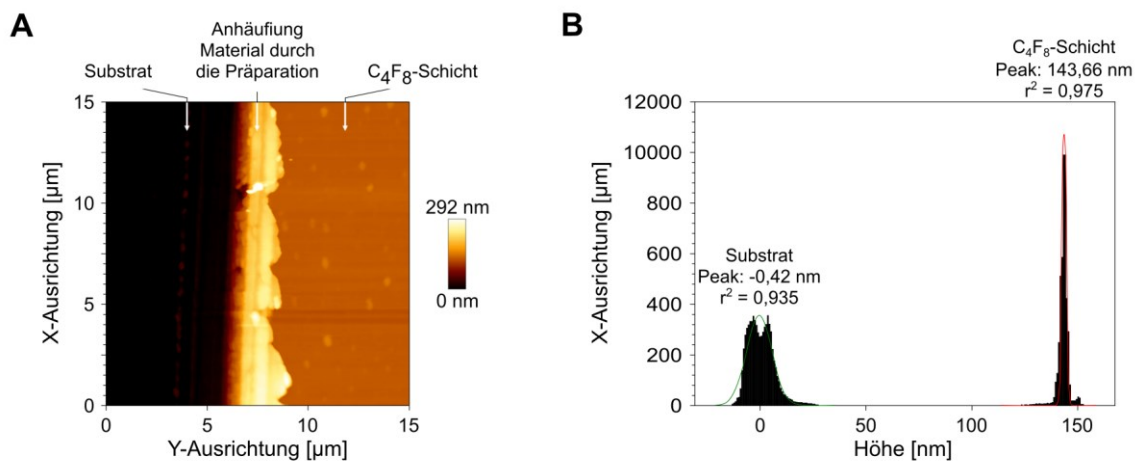 A
Anhäufiung
Material durch
die Präparation
Substrat
C4F8-Schicht
15
10
5
0
X-Ausrichtung [µm]
0
5
10
15
Y-Ausrichtung [µm]
292 nm
0 nm
B
C4F8-Schicht
Peak: 143,66 nm
r² = 0,975
12000
10000
800
600
400
200
0
X-Ausrichtung [µm]
Substrat
Peak: -0,42 nm
r² = 0,935
0
50
100
150
Höhe [nm]